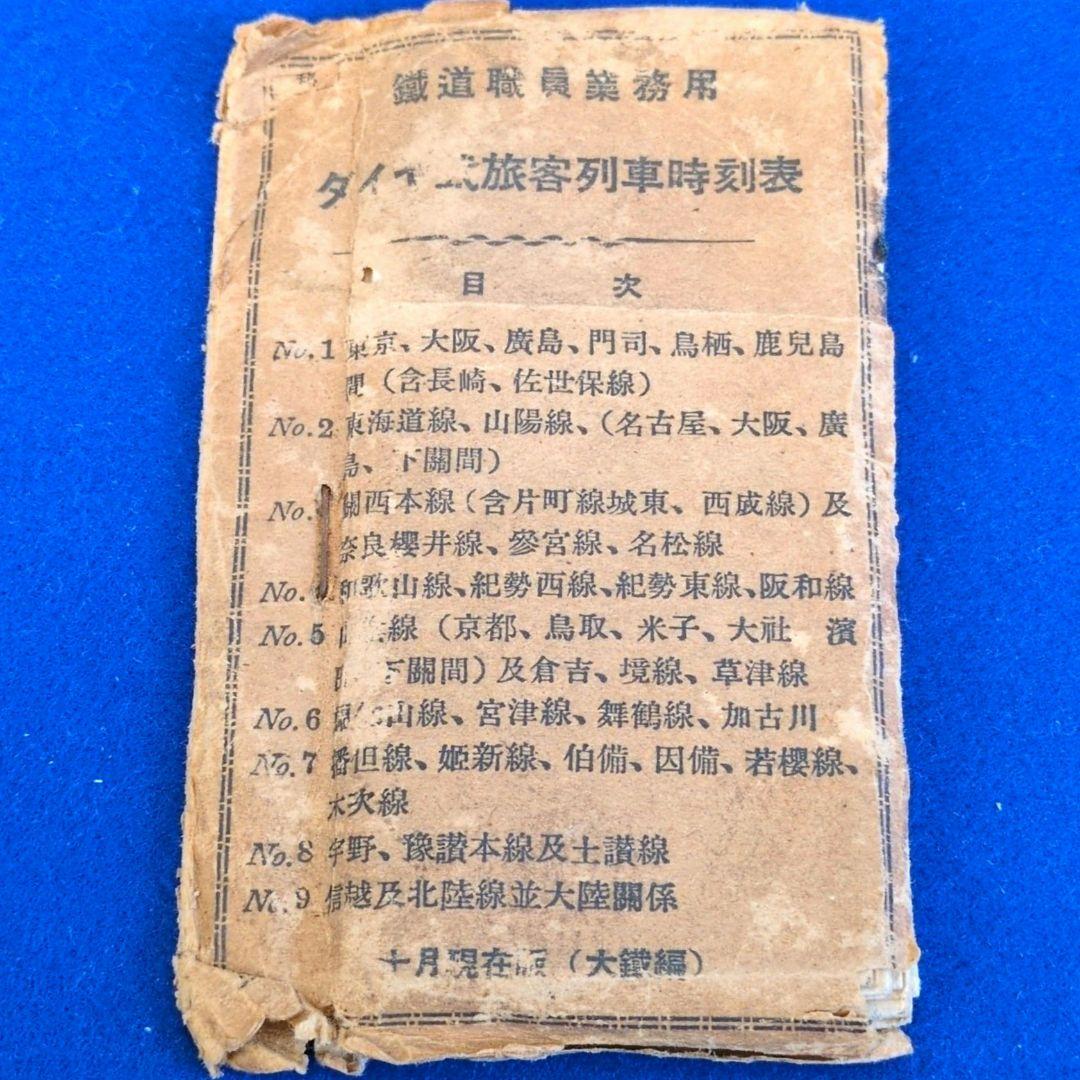 鐵道職員業務用
ダイヤ式旅客列車時刻表
目次
No.1 東京、大阪、廣島、門司、鳥栖、鹿兒島
間（含長崎、佐世保線）
No.2 東海道線、山陽線、（名古屋、大阪、廣
島、下關間）
No. 關西本線（含片町線城東、西成線）及
奈良櫻井線、參宮線、名松線
No. 和歌山線、紀勢西線、紀勢東線、阪和線
No.5 線（京都、鳥取、米子、大社 濱
下關間）及倉吉、境線、草津線
No.6 山線、宮津線、舞鶴線、加古川
No.7 播但線、姫新線、伯備、因備、若櫻線、
木次線
No.8 宇野、豫讃本線及土讃線
No.9 信越及北陸線並大陸關係
十月現在版（大鐵編）